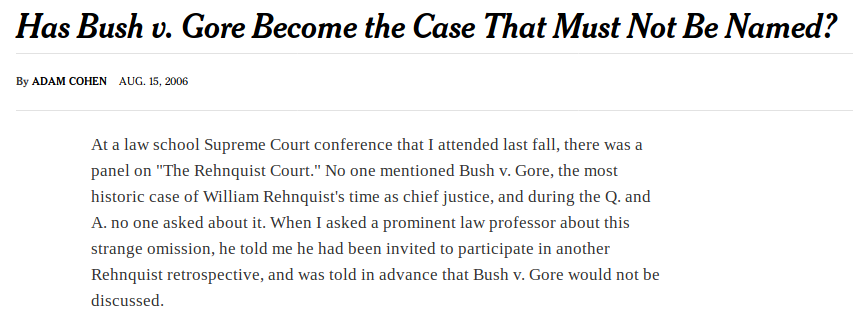 Has Bush v. Gore Become the Case That Must Not Be Named?
By ADAM COHEN AUG. 15, 2006
At a law school Supreme Court conference that I attended last fall, there was a
panel on "The Rehnquist Court." No one mentioned Bush v. Gore, the most
historic case of William Rehnquist's time as chief justice, and during the Q. and
A. no one asked about it. When I asked a prominent law professor about this
strange omission, he told me he had been invited to participate in another
Rehnquist retrospective, and was told in advance that Bush v. Gore would not be
discussed.